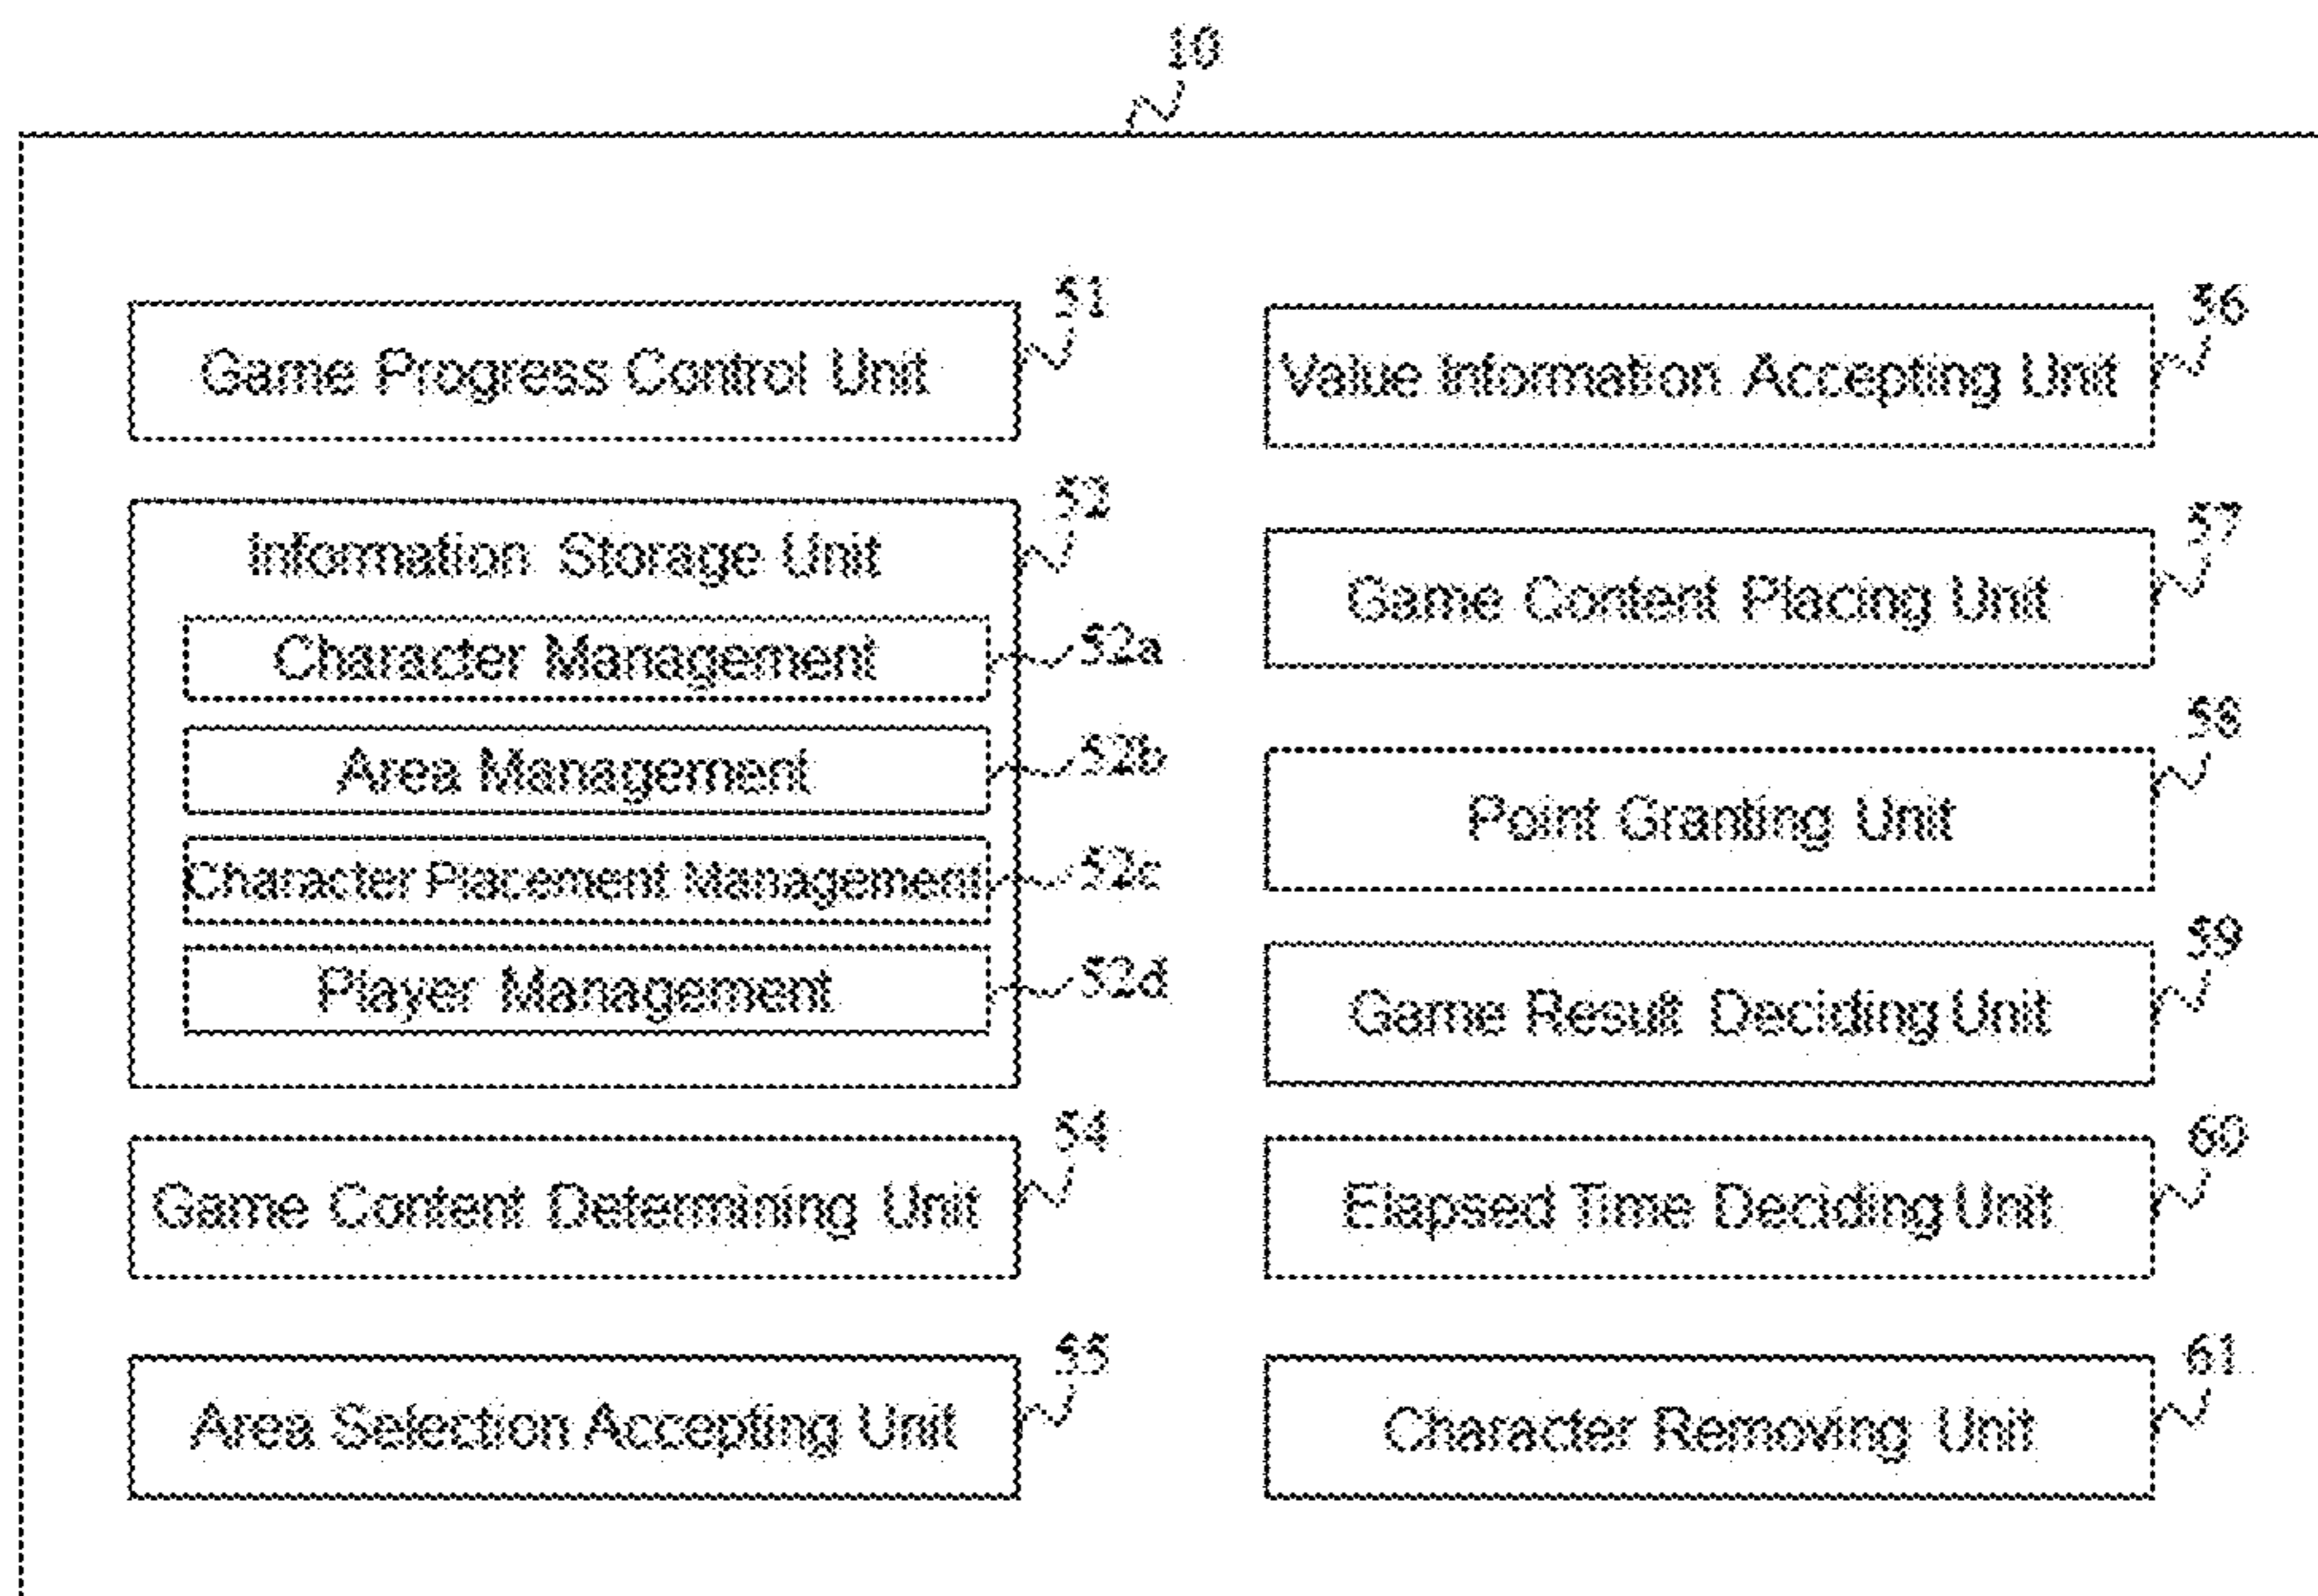 10
51
Game Progress Control Unit
52
Information Storage Unit
Character Management
52a
Area Management
52b
Character Placement Management
52c
Player Management
52d
54
Game Content Determining Unit
55
Area Selection Accepting Unit
56
Value Information Accepting Unit
57
Game Content Placing Unit
58
Point Granting Unit
59
Game Result Deciding Unit
60
Elapsed Time Deciding Unit
61
Character Removing Unit